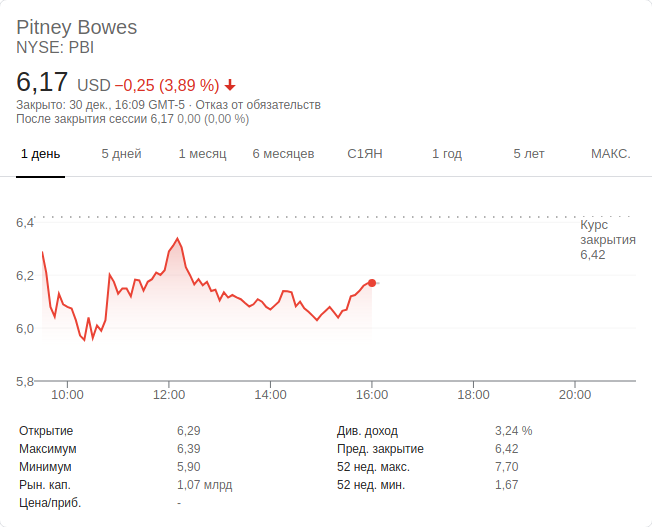 Pitney Bowes
NYSE: PBI
6,17 USD −0,25 (3,89 %)
Закрыто: 30 дек., 16:09 GMT-5 · Отказ от обязательств
После закрытия сессии 6,17 0,00 (0,00 %)
1 день 5 дней 1 месяц 6 месяцев С1ЯН 1 год 5 лет МАКС.
6,4
Курс
закрытия
6,42
6,2
6,0
5,8
10:00 12:00 14:00 16:00 18:00 20:00
Открытие 6,29 Див. доход 3,24 %
Максимум 6,39 Пред. закрытие 6,42
Минимум 5,90 52 нед. макс. 7,70
Рын. кап. 1,07 млрд 52 нед. мин. 1,67
Цена/приб. -